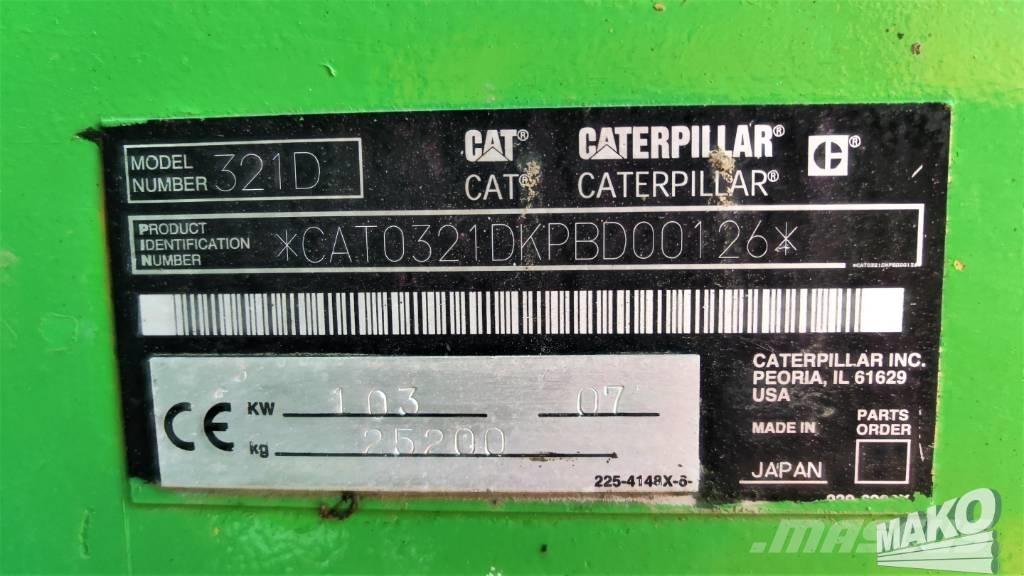 CAT® CATERPILLAR®
CAT® CATERPILLAR®
MODEL
NUMBER 321D
PRODUCT
IDENTIFICATION
NUMBER *CAT0321DKPBD00126*
CE
KW 103 07
kg 25200
225-4148X-6-
CATERPILLAR INC.
PEORIA, IL 61629
USA
MADE IN
JAPAN
PARTS
ORDER
MAKO